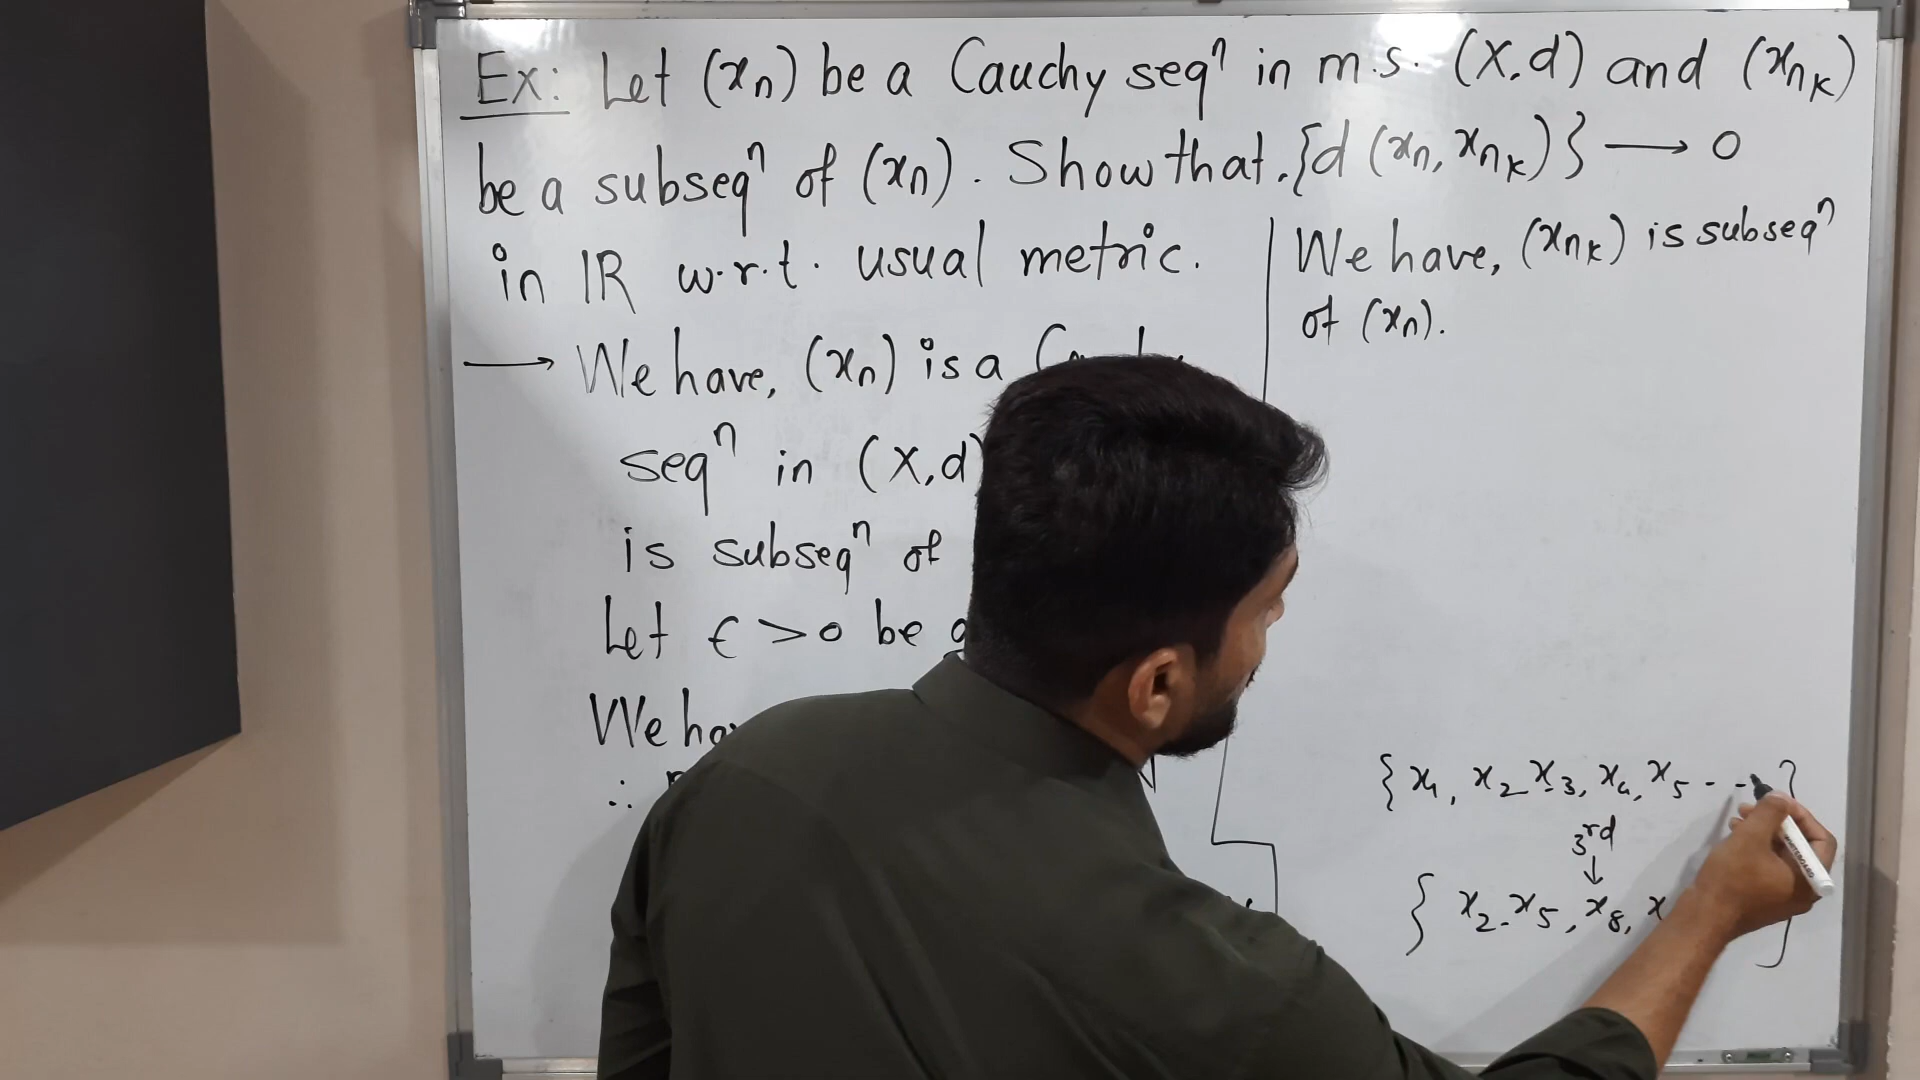 Ex: Let (xn) be a Cauchy seqⁿ in m.s. (X,d) and (xnk)
be a subseqⁿ of (xn). Show that {d(xn, xnk)} → 0
in IR w.r.t. usual metric.
→ We have, (xn) is a
seqⁿ in (X,d)
is subseqⁿ of
Let ϵ > 0 be
We
∴
We have, (xnk) is subseqⁿ
of (xn).
{ x1, x2 x3, x4, x5 - - }
3rd
↓
{ x2 - x5, x8, x }
WHITEBOARD